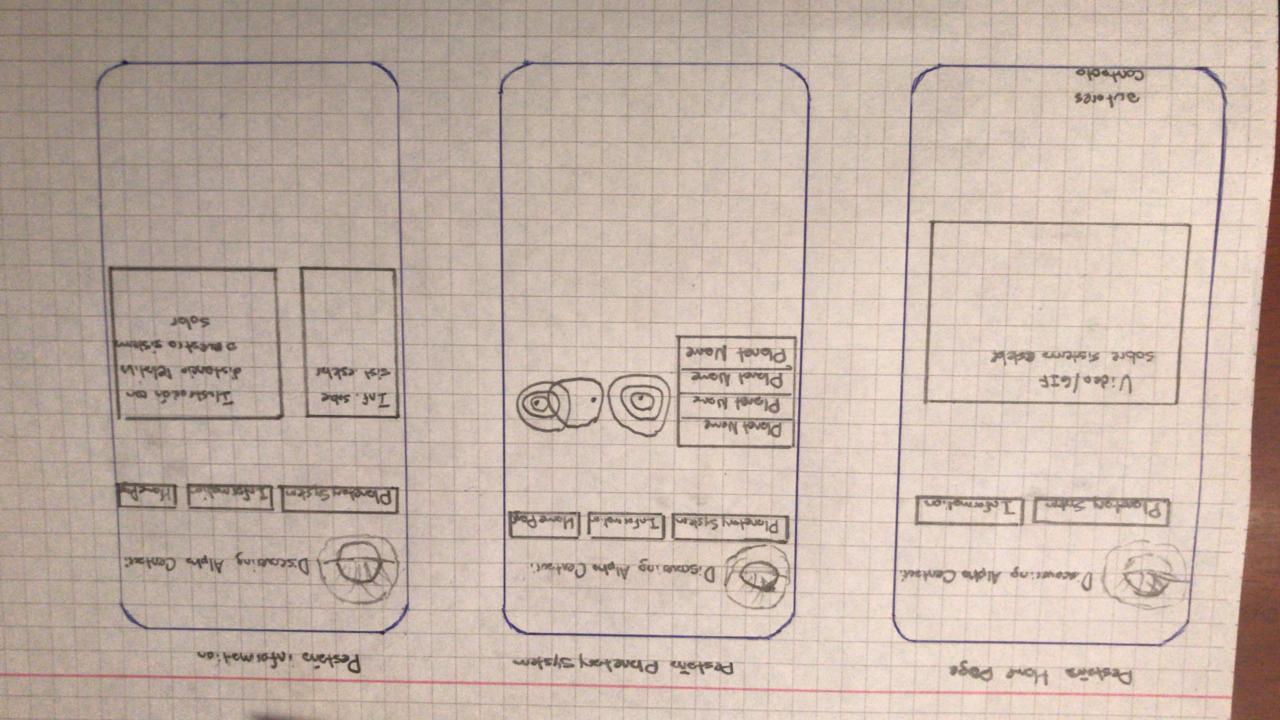 Pestaña Home Page
Discovering Alpha Centauri.
Planetary System
Information
Video/GIF
sobre sistema estelar
autores
Contacto
Pestaña Planetary System
Discovering Alpha Centauri.
Planetary System
Information
Home Page
Planet Name
Planet Name
Planet Name
Planet Name
Pestaña information
Discovering Alpha Centauri.
Planetary System
Information
Home Page
Inf. sobre
sist. estelar
Ilustración con
distancia relativa
a nuestro sistema
solar